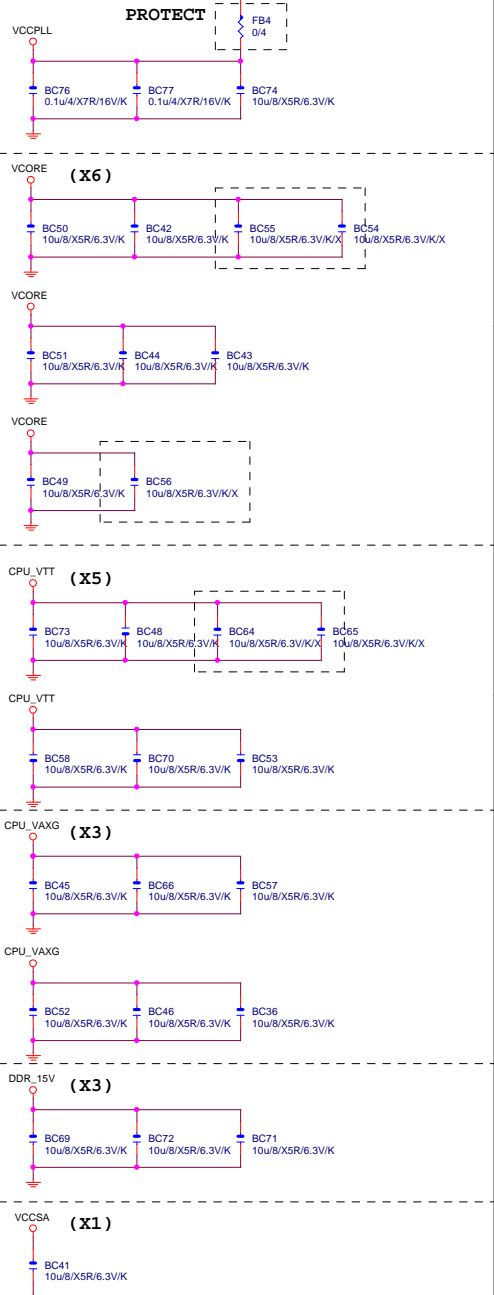 PROTECT
FB4
0/4
VCCPLL
BC76
0.1u/4/X7R/16V/K
BC77
0.1u/4/X7R/16V/K
BC74
10u/8/X5R/6.3V/K
VCORE
(X6)
BC50
10u/8/X5R/6.3V/K
BC42
10u/8/X5R/6.3V/K
BC55
10u/8/X5R/6.3V/K/X
BC54
10u/8/X5R/6.3V/K/X
VCORE
BC51
10u/8/X5R/6.3V/K
BC44
10u/8/X5R/6.3V/K
BC43
10u/8/X5R/6.3V/K
VCORE
BC49
10u/8/X5R/6.3V/K
BC56
10u/8/X5R/6.3V/K/X
CPU_VTT
(X5)
BC73
10u/8/X5R/6.3V/K
BC48
10u/8/X5R/6.3V/K
BC64
10u/8/X5R/6.3V/K/X
BC65
10u/8/X5R/6.3V/K/X
CPU_VTT
BC58
10u/8/X5R/6.3V/K
BC70
10u/8/X5R/6.3V/K
BC53
10u/8/X5R/6.3V/K
CPU_VAXG
(X3)
BC45
10u/8/X5R/6.3V/K
BC66
10u/8/X5R/6.3V/K
BC57
10u/8/X5R/6.3V/K
CPU_VAXG
BC52
10u/8/X5R/6.3V/K
BC46
10u/8/X5R/6.3V/K
BC36
10u/8/X5R/6.3V/K
DDR_15V
(X3)
BC69
10u/8/X5R/6.3V/K
BC72
10u/8/X5R/6.3V/K
BC71
10u/8/X5R/6.3V/K
VCCSA
(X1)
BC41
10u/8/X5R/6.3V/K